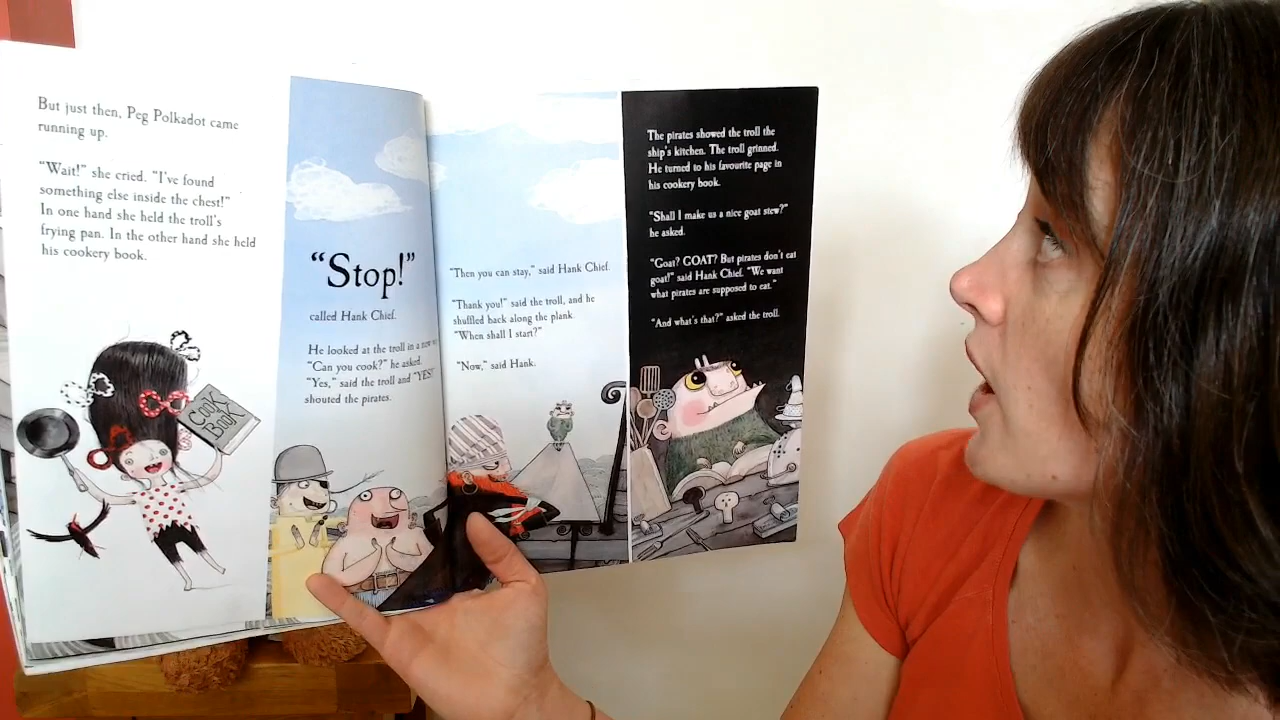 But just then, Peg Polkadot came
running up.
"Wait!" she cried. "I've found
something else inside the chest!"
In one hand she held the troll's
frying pan. In the other hand she held
his cookery book.
COOK
BOOK
"Stop!"
called Hank Chief.
He looked at the troll in a new
"Can you cook?" he asked.
"Yes," said the troll and "YES!"
shouted the pirates.
"Then you can stay," said Hank Chief.
"Thank you!" said the troll, and he
shuffled back along the plank.
"When shall I start?"
"Now," said Hank.
The pirates showed the troll the
ship's kitchen. The troll grinned.
He turned to his favourite page in
his cookery book.
"Shall I make us a nice goat stew?"
he asked.
"Goat? GOAT? But pirates don't eat
goat!" said Hank Chief. "We want
what pirates are supposed to eat."
"And what's that?" asked the troll.